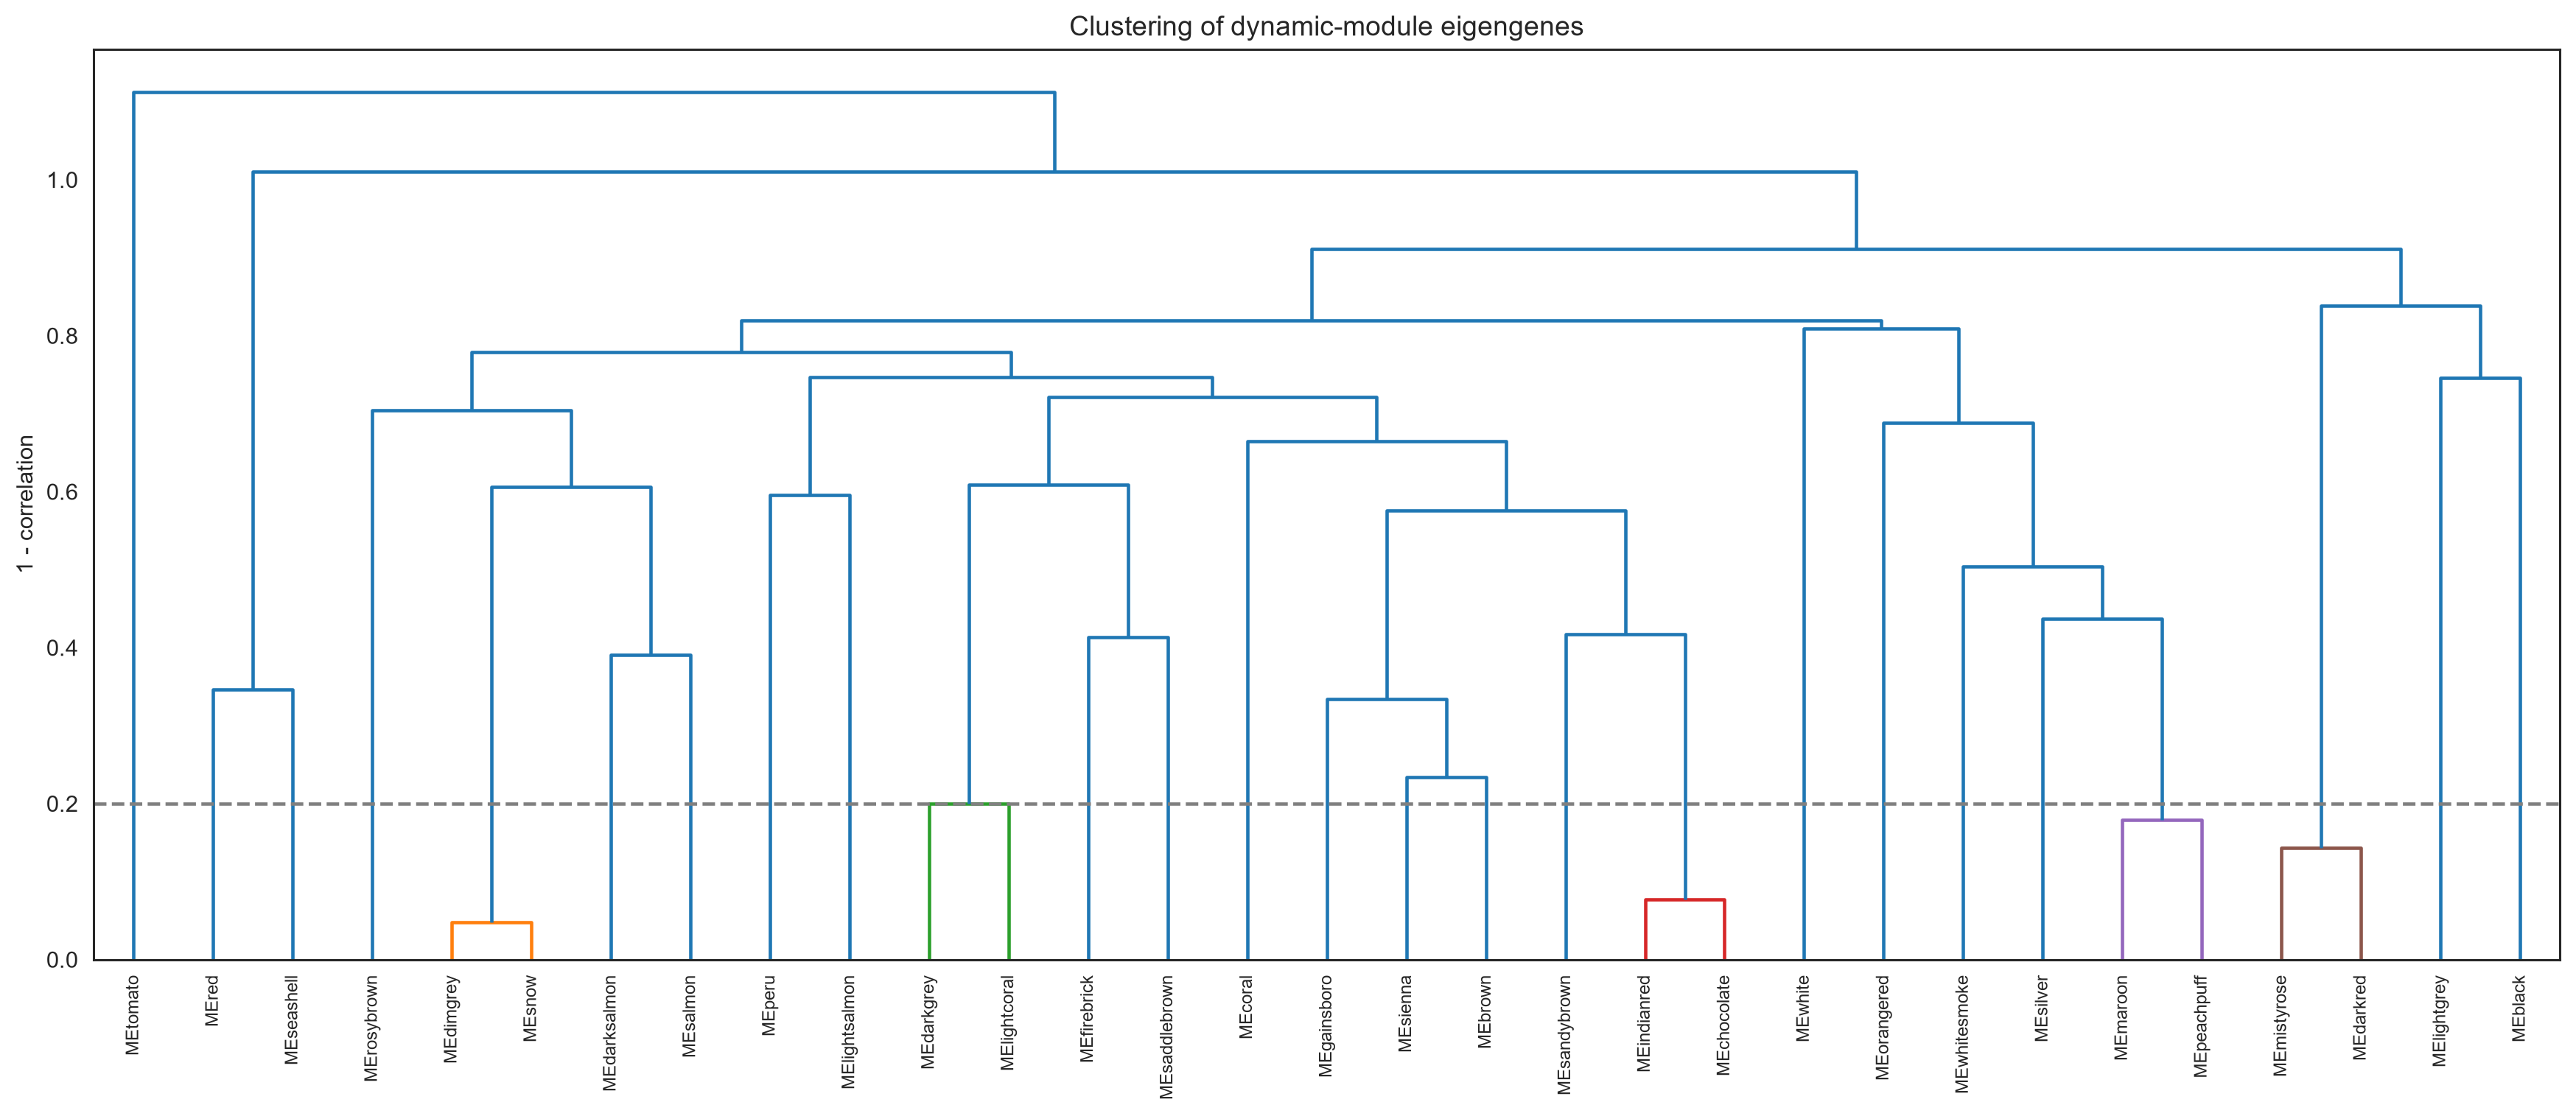 Clustering of dynamic-module eigengenes
1 - correlation
1.0
0.8
0.6
0.4
0.2
0.0
MEtomato
MEred
MEseashell
MErosybrown
MEdimgrey
MEsnow
MEdarksalmon
MEsalmon
MEperu
MElightsalmon
MEdarkgrey
MElightcoral
MEfirebrick
MEsaddlebrown
MEcoral
MEgainsboro
MEsienna
MEbrown
MEsandybrown
MEindianred
MEchocolate
MEwhite
MEorangered
MEwhitesmoke
MEsilver
MEmaroon
MEpeachpuff
MEmistyrose
MEdarkred
MElightgrey
MEblack